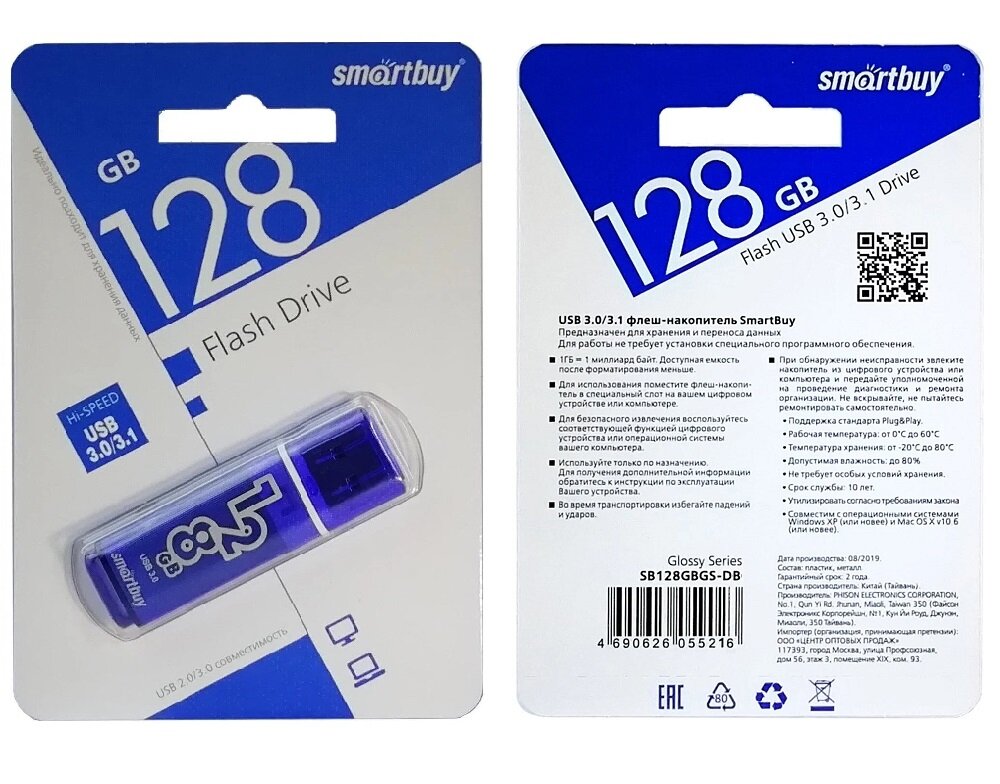 smartbuy®
GB
128
Flash Drive
Идеально подходит для хранения данных
Hi-SPEED
USB
3.0/3.1
128
GB
USB 3.0
smartbuy
USB 2.0/3.0 совместимость
smartbuy®
128 GB
Flash USB 3.0/3.1 Drive
USB 3.0/3.1 флеш-накопитель SmartBuy
Предназначен для хранения и переноса данных
Для работы не требует установки специального программного обеспечения.
■ 1ГБ = 1 миллиард байт. Доступная емкость
после форматирования меньше.
■ Для использования поместите флеш-накопи-
тель в специальный слот на вашем цифровом
устройстве или компьютере.
■ Для безопасного извлечения воспользуйтесь
соответствующей функцией цифрового
устройства или операционной системы
вашего компьютера.
■ Используйте только по назначению.
Для получения дополнительной информации
обратитесь к инструкции по эксплуатации
Вашего устройства.
■ Во время транспортировки избегайте падений
и ударов.
■ При обнаружении неисправности звлеките
накопитель из цифрового устройства или
компьютера и передайте уполномоченной
на проведение диагностики и ремонта
организации. Не вскрывайте, не пытайтесь
ремонтировать самостоятельно.
• Поддержка стандарта Plug&Play.
• Рабочая температура: от 0°C до 60°C
• Температура хранения: от -20°C до 80°C
• Допустимая влажность: до 80%
• Не требует особых условий хранения.
• Срок службы: 10 лет.
• Утилизировать согласно требованиям закона
• Совместим с операционными системами
Windows XP (или новее) и Mac OS X v10 6
(или новее).
Glossy Series
SB128GBGS-DB
4 690626 055216
Дата производства: 08/2019.
Состав: пластик, металл.
Гарантийный срок: 2 года.
Страна производитель: Китай (Тайвань).
Производитель: PHISON ELECTRONICS CORPORATION,
No.1, Qun Yi Rd. Jhunan, Miaoli, Taiwan 350 (Файсон
Электроникс Корпорейшн, №1, Кун Йи Роуд, Джунэн,
Миаоли, 350 Тайвань).
Импортер (организация, принимающая претензии):
ООО «ЦЕНТР ОПТОВЫХ ПРОДАЖ»
117393, город Москва, улица Профсоюзная,
дом 56, этаж 3, помещение XIX, ком. 93.
EAC
80